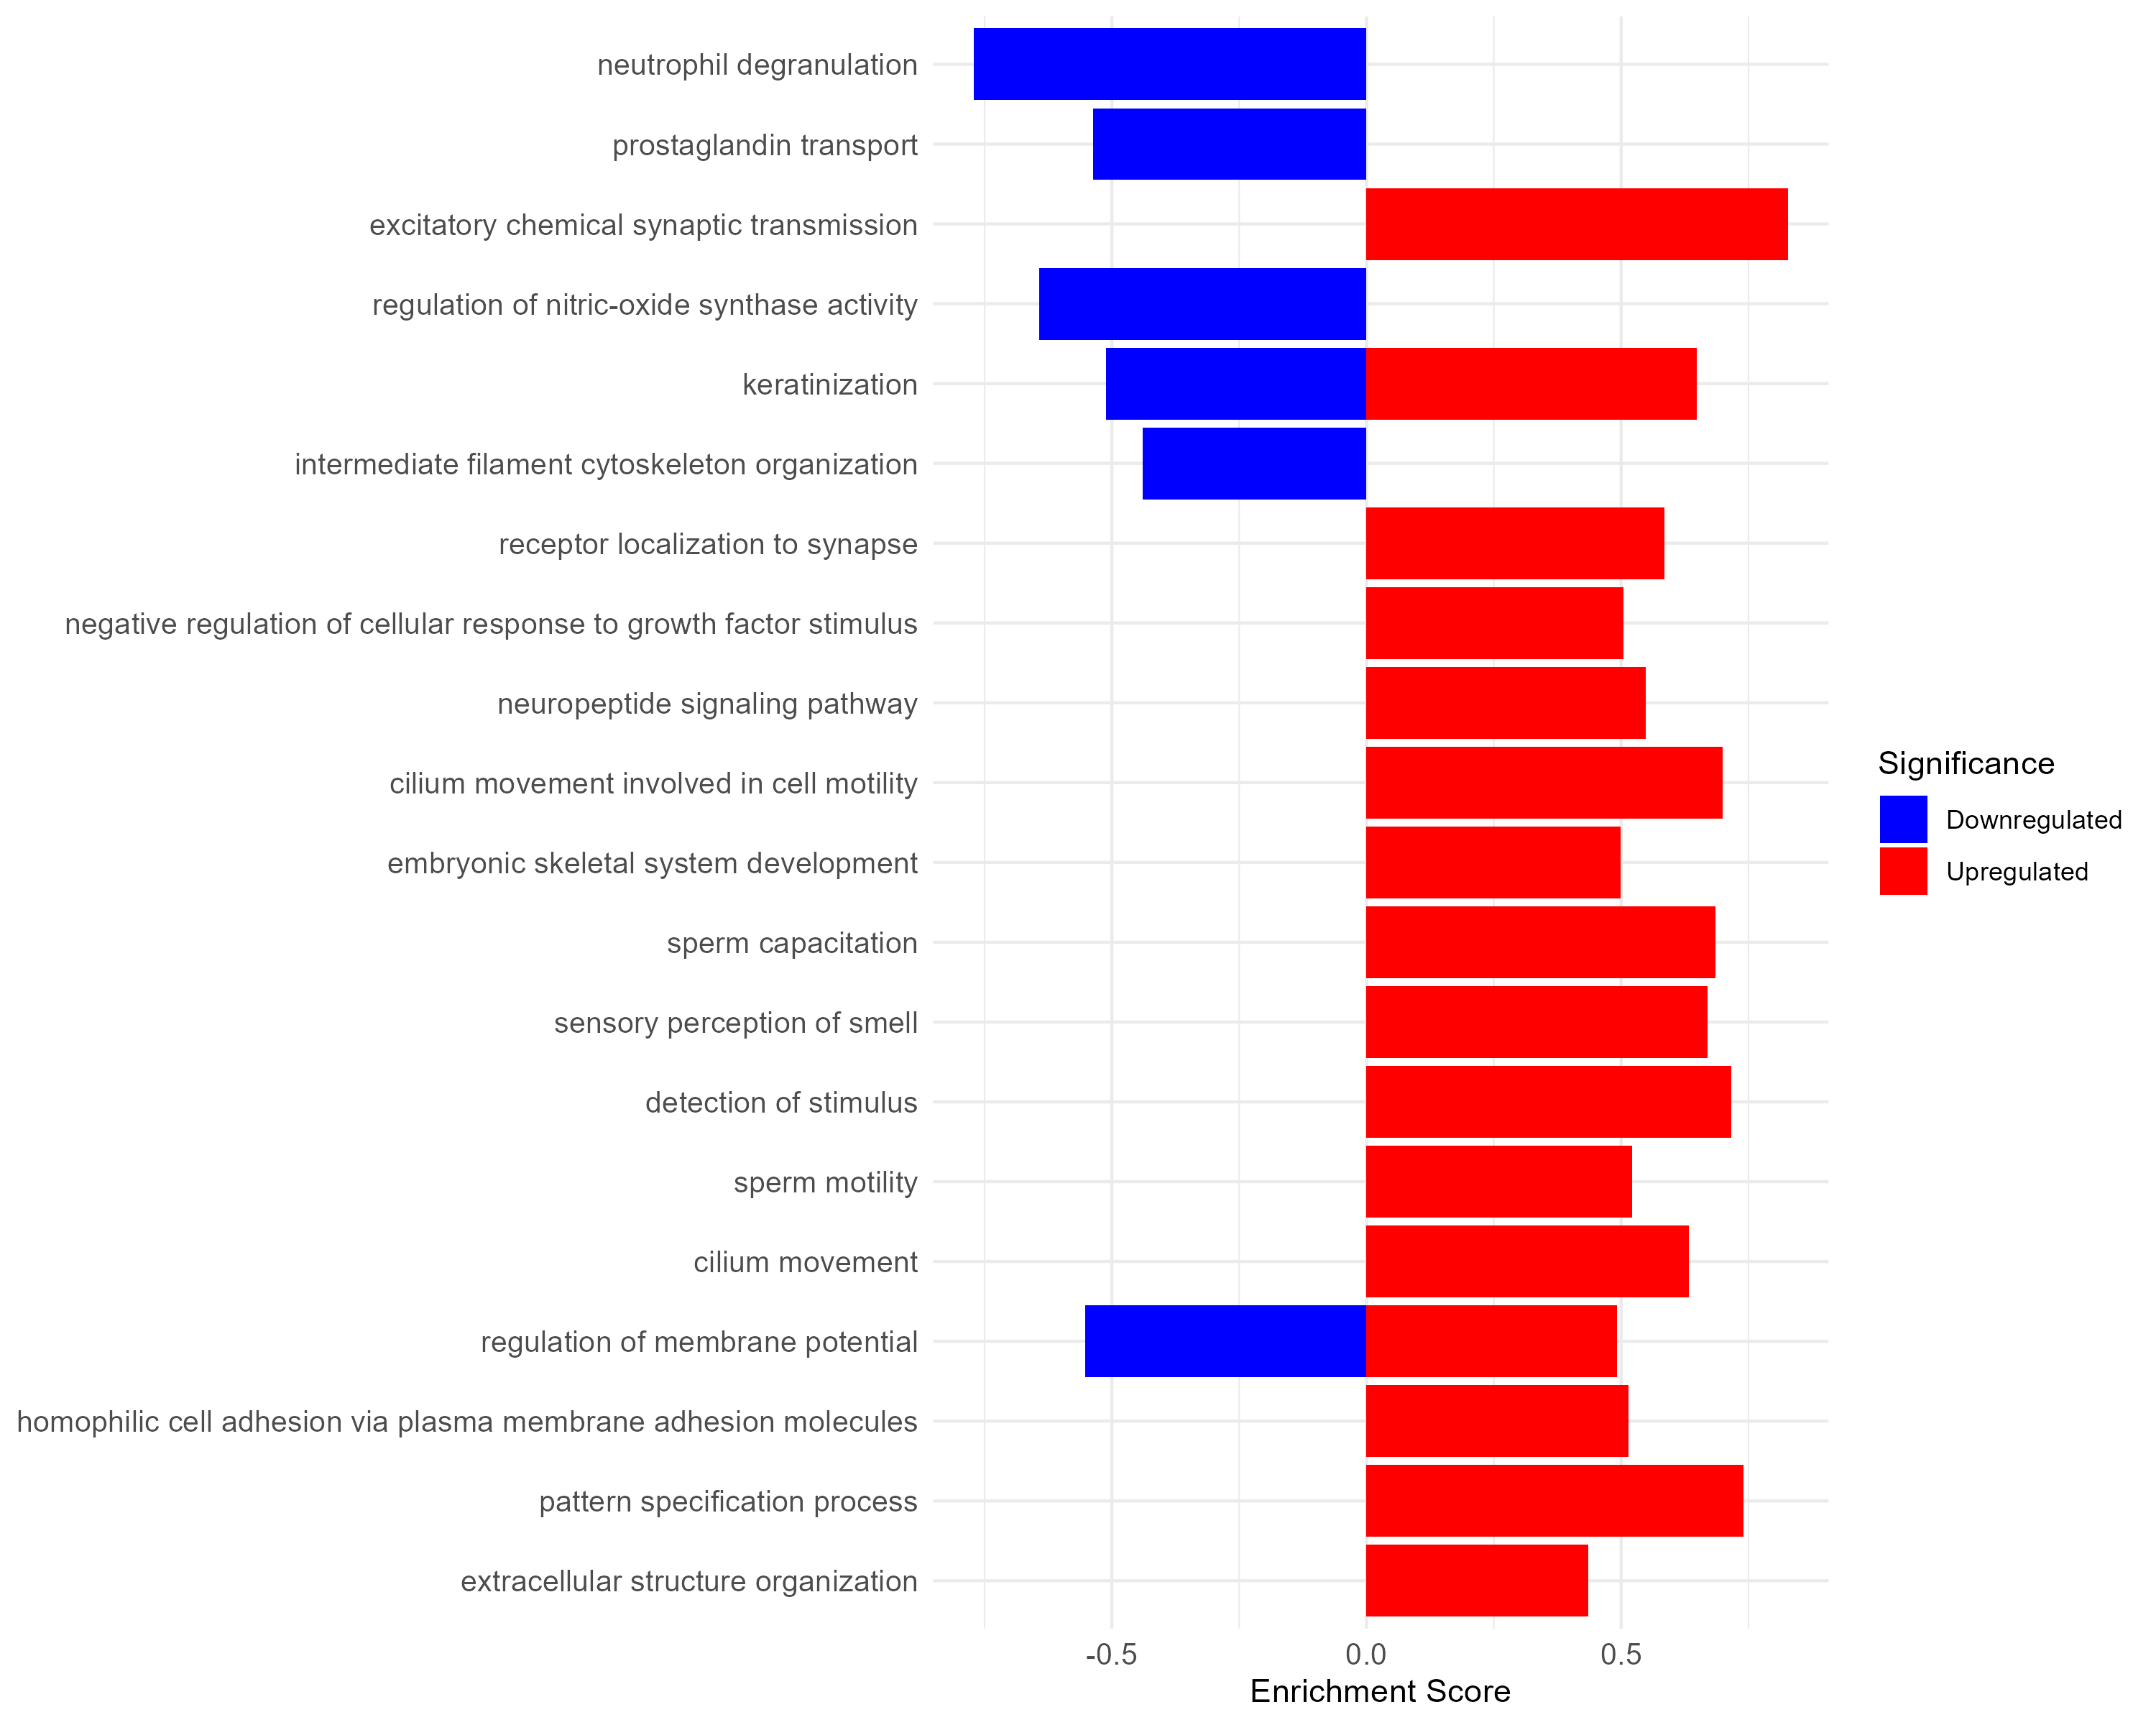 neutrophil degranulation
prostaglandin transport
excitatory chemical synaptic transmission
regulation of nitric-oxide synthase activity
keratinization
intermediate filament cytoskeleton organization
receptor localization to synapse
negative regulation of cellular response to growth factor stimulus
neuropeptide signaling pathway
cilium movement involved in cell motility
embryonic skeletal system development
sperm capacitation
sensory perception of smell
detection of stimulus
sperm motility
cilium movement
regulation of membrane potential
homophilic cell adhesion via plasma membrane adhesion molecules
pattern specification process
extracellular structure organization
-0.5 0.0 0.5
Enrichment Score
Significance
Downregulated
Upregulated